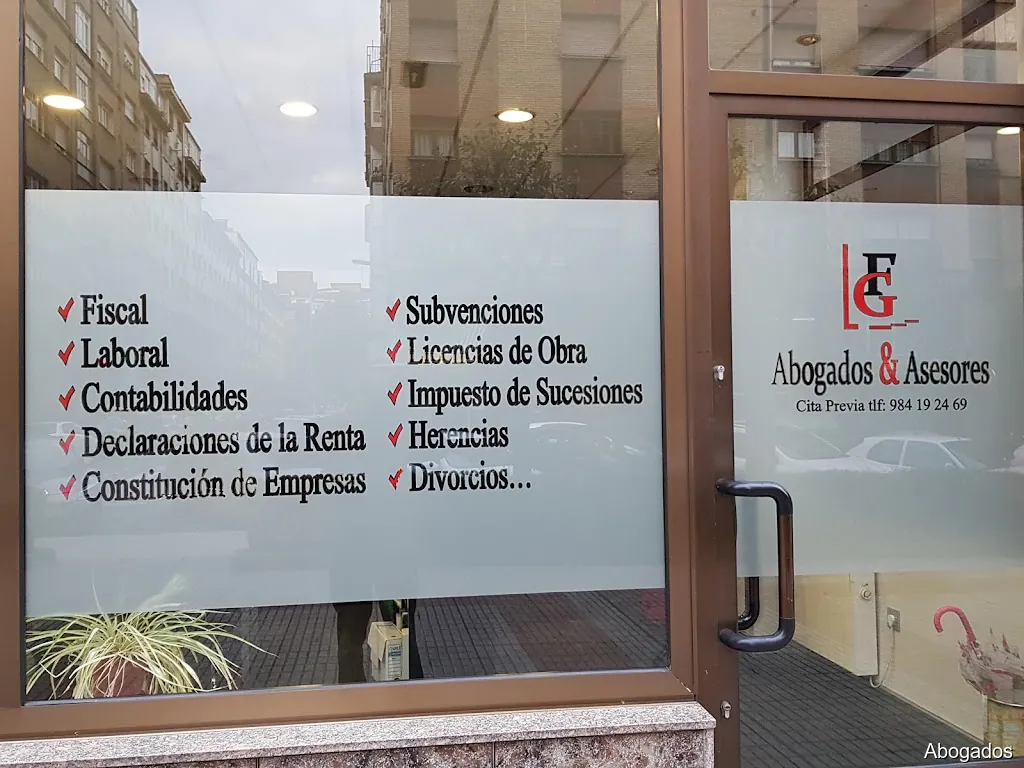 Fiscal
Laboral
Contabilidades
Declaraciones de la Renta
Constitución de Empresas
Subvenciones
Licencias de Obra
Impuesto de Sucesiones
Herencias
Divorcios...
FG
Abogados & Asesores
Cita Previa tlf: 984 19 24 69
Abogados